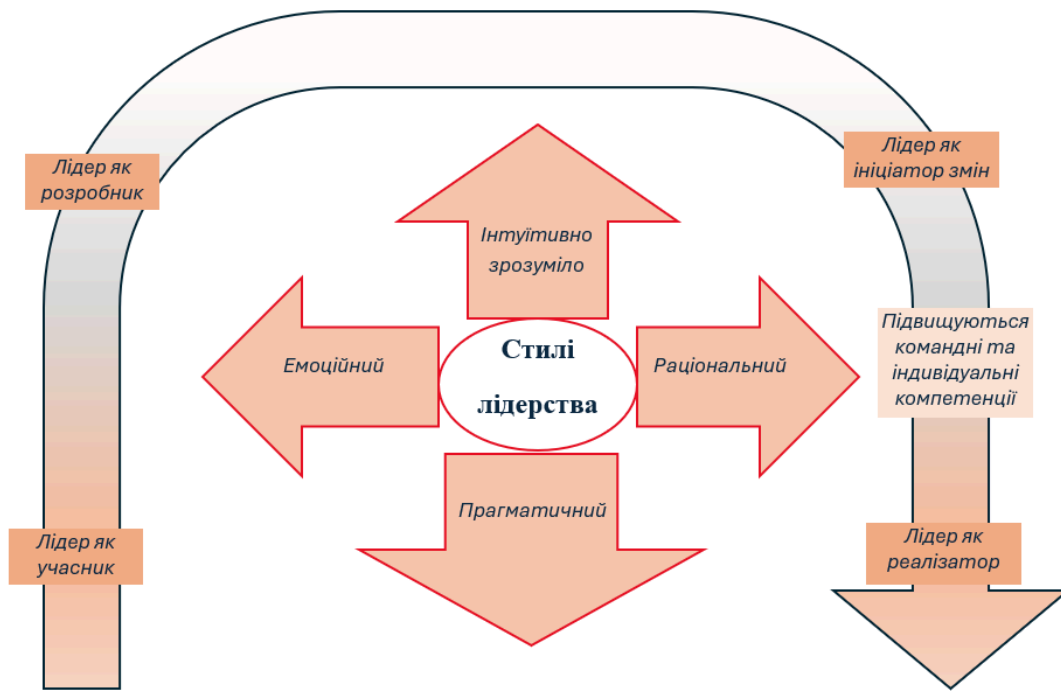 Лідер як
розробник
Лідер як
ініціатор змін
Інтуїтивно
зрозуміло
Емоційний
Стилі
лідерства
Раціональний
Підвищуються
командні та
індивідуальні
компетенції
Прагматичний
Лідер як
учасник
Лідер як
реалізатор